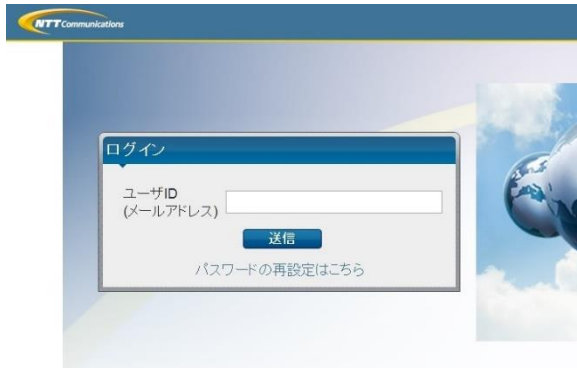 NTT Communications
ログイン
ユーザID
(メールアドレス)
送信
パスワードの再設定はこちら